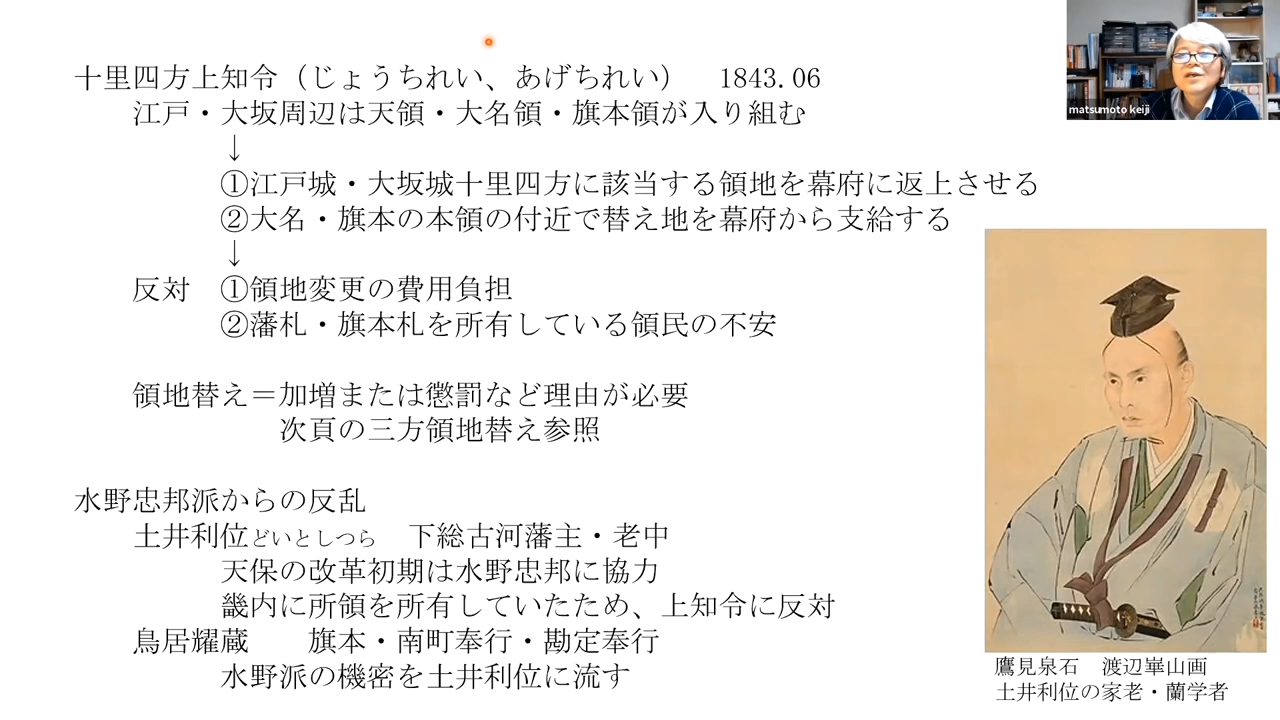 十里四方上知令（じょうちれい、あげちれい）　1843.06
江戸・大坂周辺は天領・大名領・旗本領が入り組む
↓
①江戸城・大坂城十里四方に該当する領地を幕府に返上させる
②大名・旗本の本領の付近で替え地を幕府から支給する
↓
反対　①領地変更の費用負担
②藩札・旗本札を所有している領民の不安
領地替え＝加増または懲罰など理由が必要
次頁の三方領地替え参照
水野忠邦派からの反乱
土井利位どいとしつら　下総古河藩主・老中
天保の改革初期は水野忠邦に協力
畿内に所領を所有していたため、上知令に反対
鳥居耀蔵　　旗本・南町奉行・勘定奉行
水野派の機密を土井利位に流す
matsumoto keiji
鷹見泉石　渡辺崋山画
土井利位の家老・蘭学者